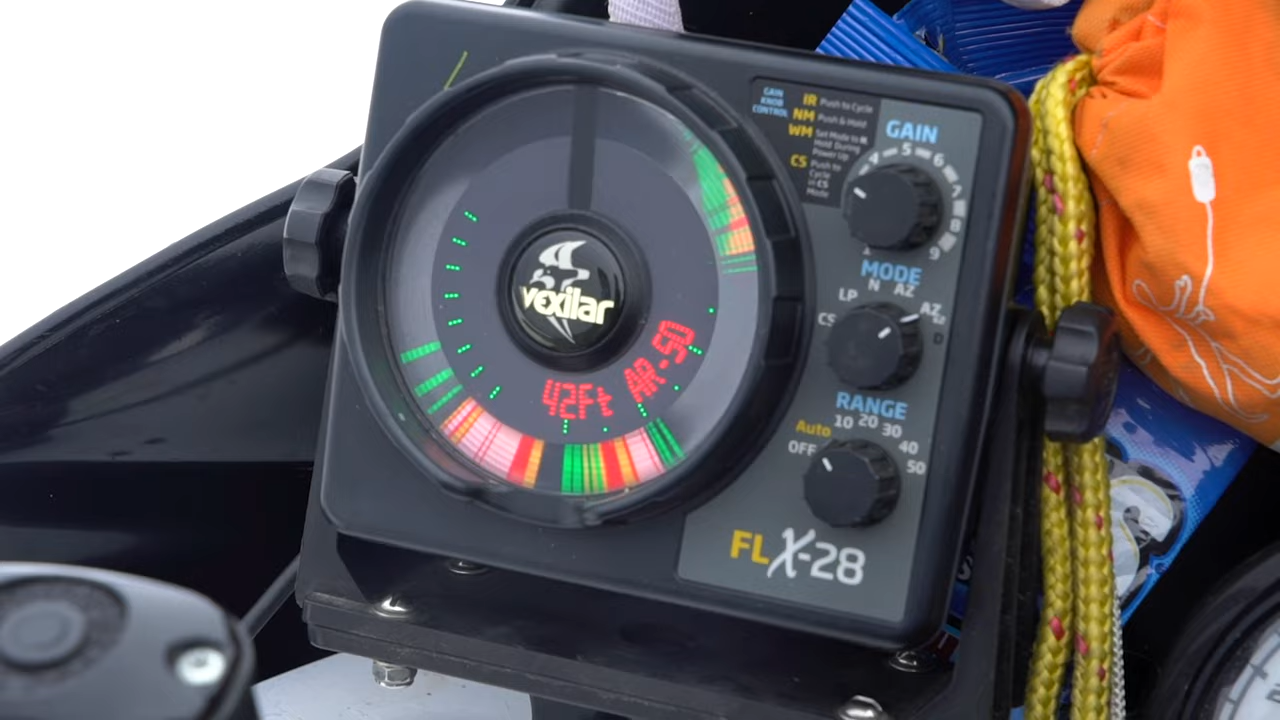 GAIN
KNOB
CONTROL
IR Push to Cycle
NM Push & Hold
WM Set Mode to N
Hold During
Power Up
CS Push to
Cycle
in CS
Mode
GAIN
5 6
7
8
9
MODE
N AZ
LP AZ
CS D
RANGE
10 20 30
Auto 40
OFF 50
vexilar
AR-90
42Ft
FLX-28